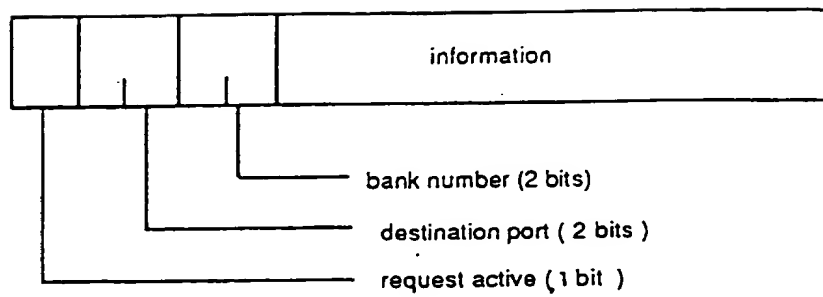 information
bank number (2 bits)
destination port ( 2 bits )
request active ( 1 bit )